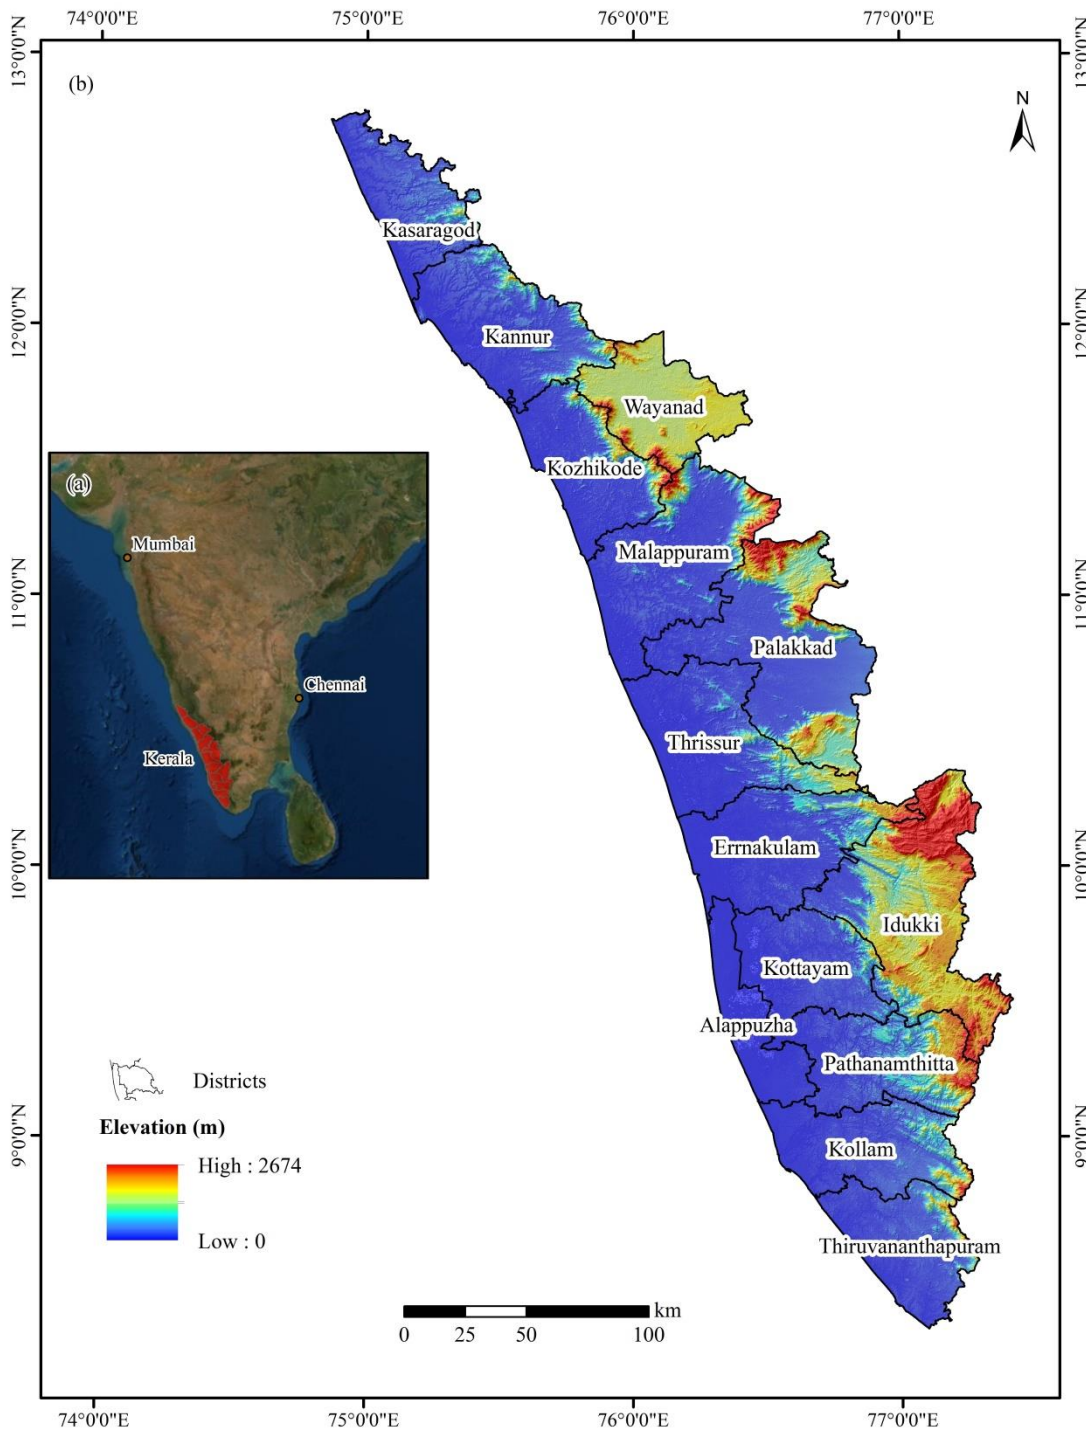 74°0'0"E 75°0'0"E 76°0'0"E 77°0'0"E
13°0'0"N
13°0'0"N
(b)
N
Kasaragod
12°0'0"N
12°0'0"N
Kannur
Wayanad
Kozhikode
(a)
Mumbai
Malappuram
11°0'0"N
11°0'0"N
Palakkad
Chennai
Thrissur
Kerala
Errnakulam
10°0'0"N
10°0'0"N
Idukki
Kottayam
Alappuzha
Pathanamthitta
Districts
Elevation (m)
9°0'0"N
9°0'0"N
Kollam
High : 2674
Low : 0
Thiruvananthapuram
km
0 25 50 100
74°0'0"E 75°0'0"E 76°0'0"E 77°0'0"E